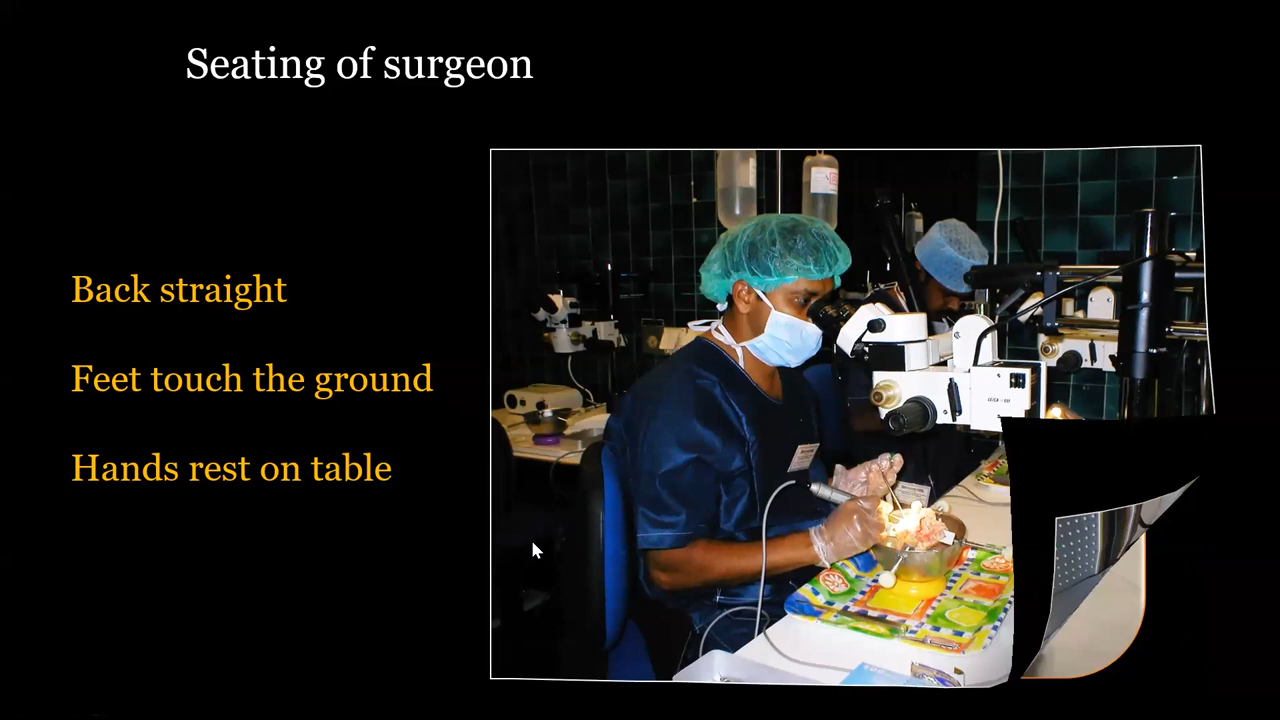 Seating of surgeon
Back straight
Feet touch the ground
Hands rest on table